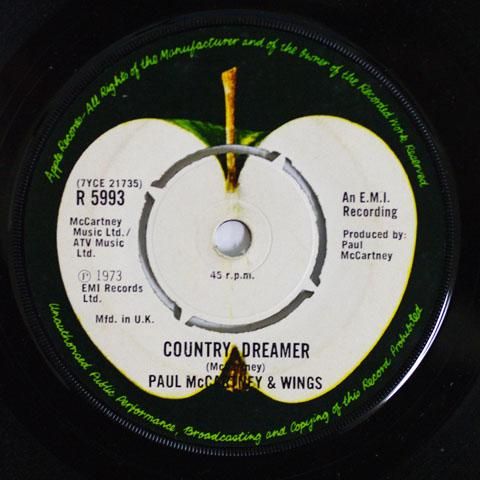 Apple Records-All Rights of the Manufacturer and of the Owner of the Recorded Work Reserved
(7YCE 21735)
R 5993
McCartney
Music Ltd./
ATV Music
Ltd.
℗ 1973
EMI Records
Ltd.
Mfd. in U.K.
An E.M.I.
Recording
Produced by:
Paul
McCartney
45 r.p.m.
COUNTRY DREAMER
(McCartney)
PAUL McCARTNEY & WINGS
Unauthorised Public Performance, Broadcasting and Copying of this Record Prohibited